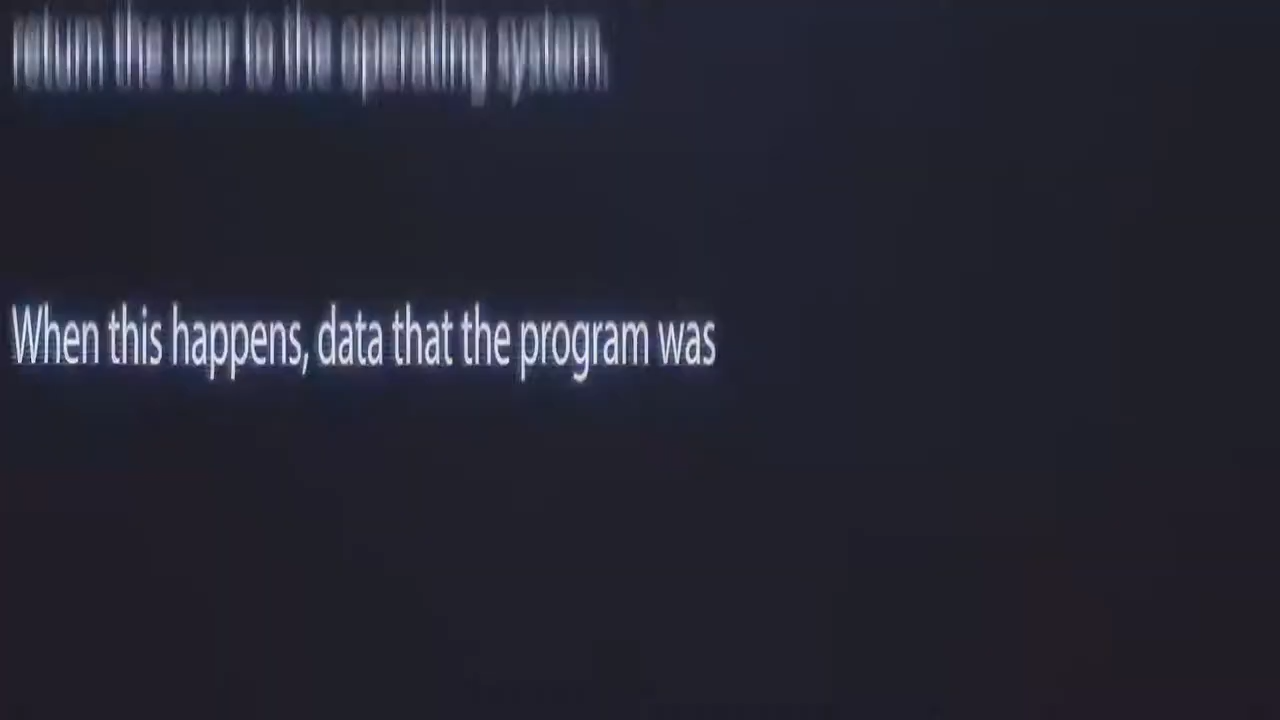 return the user to the operating system.
When this happens, data that the program was